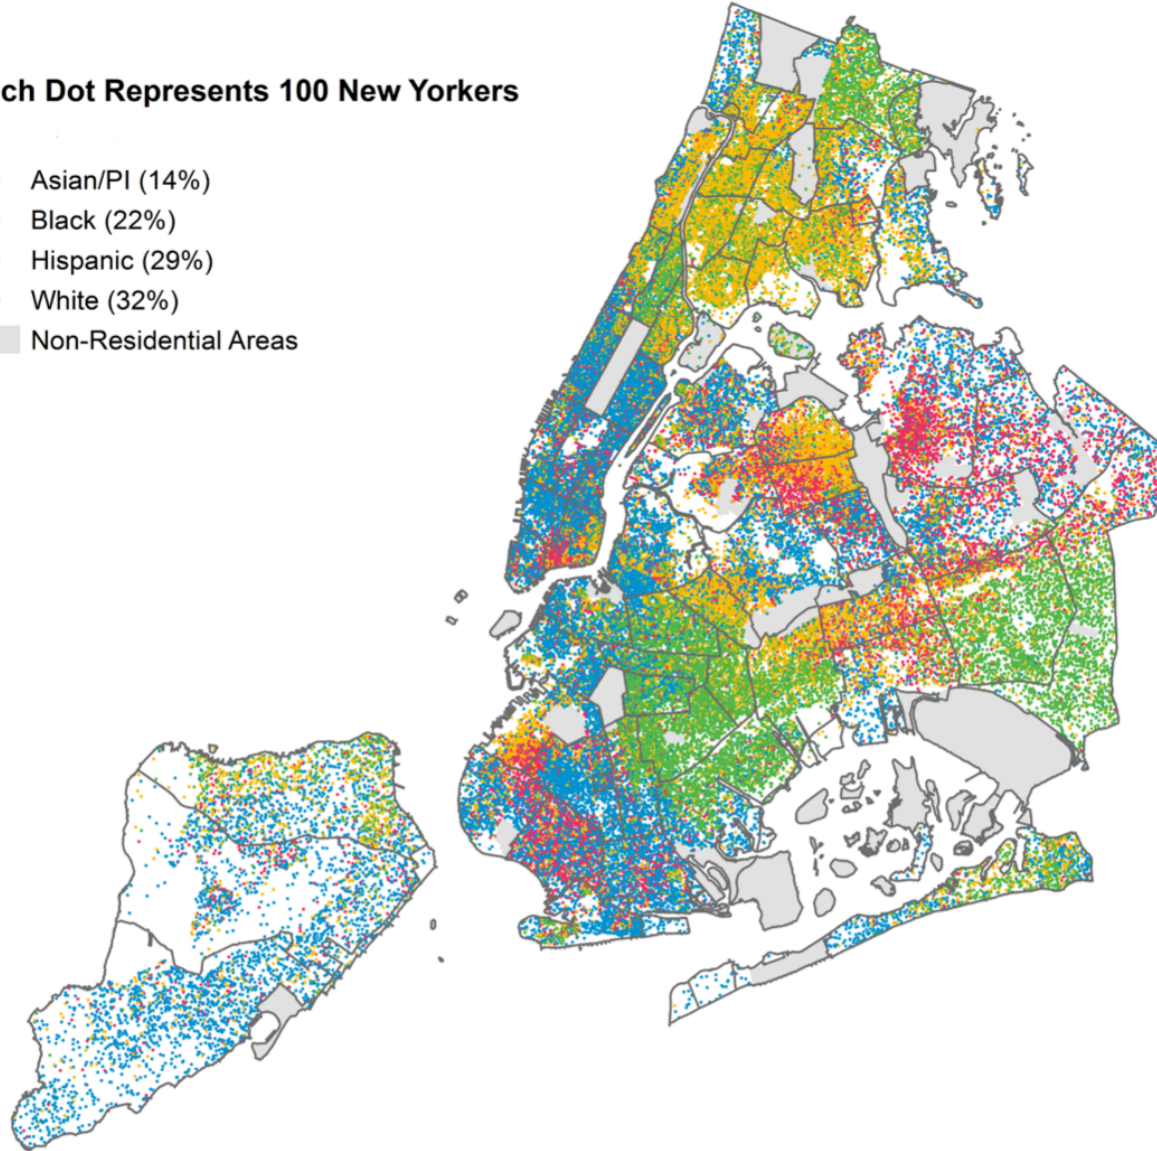 ch Dot Represents 100 New Yorkers
Asian/PI (14%)
Black (22%)
Hispanic (29%)
White (32%)
Non-Residential Areas